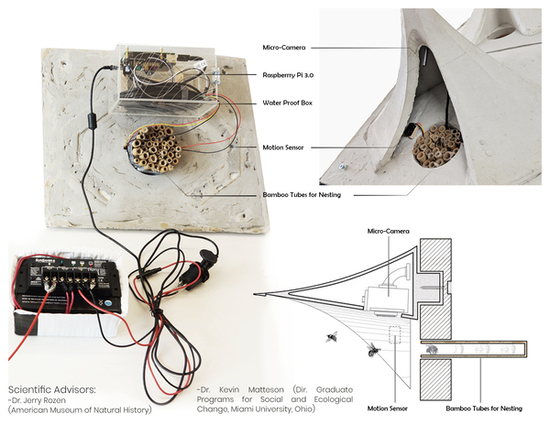 Micro-Camera
Raspberry Pi 3.0
Water Proof Box
Motion Sensor
Bamboo Tubes for Nesting
Micro-Camera
Motion Sensor
Bamboo Tubes for Nesting
Scientific Advisors:
-Dr. Jerry Rozen
(American Museum of Natural History)
-Dr. Kevin Matteson (Dir. Graduate
Programs for Social and Ecological
Change, Miami University, Ohio)